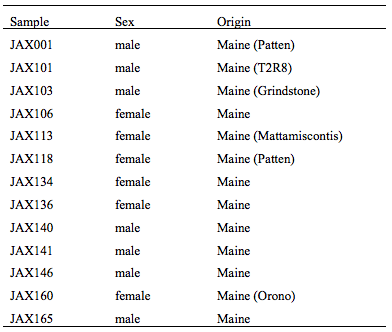 Sample Sex Origin
JAX001 male Maine (Patten)
JAX101 male Maine (T2R8)
JAX103 male Maine (Grindstone)
JAX106 female Maine
JAX113 female Maine (Mattamiscontis)
JAX118 female Maine (Patten)
JAX134 female Maine
JAX136 female Maine
JAX140 male Maine
JAX141 male Maine
JAX146 male Maine
JAX160 female Maine (Orono)
JAX165 male Maine